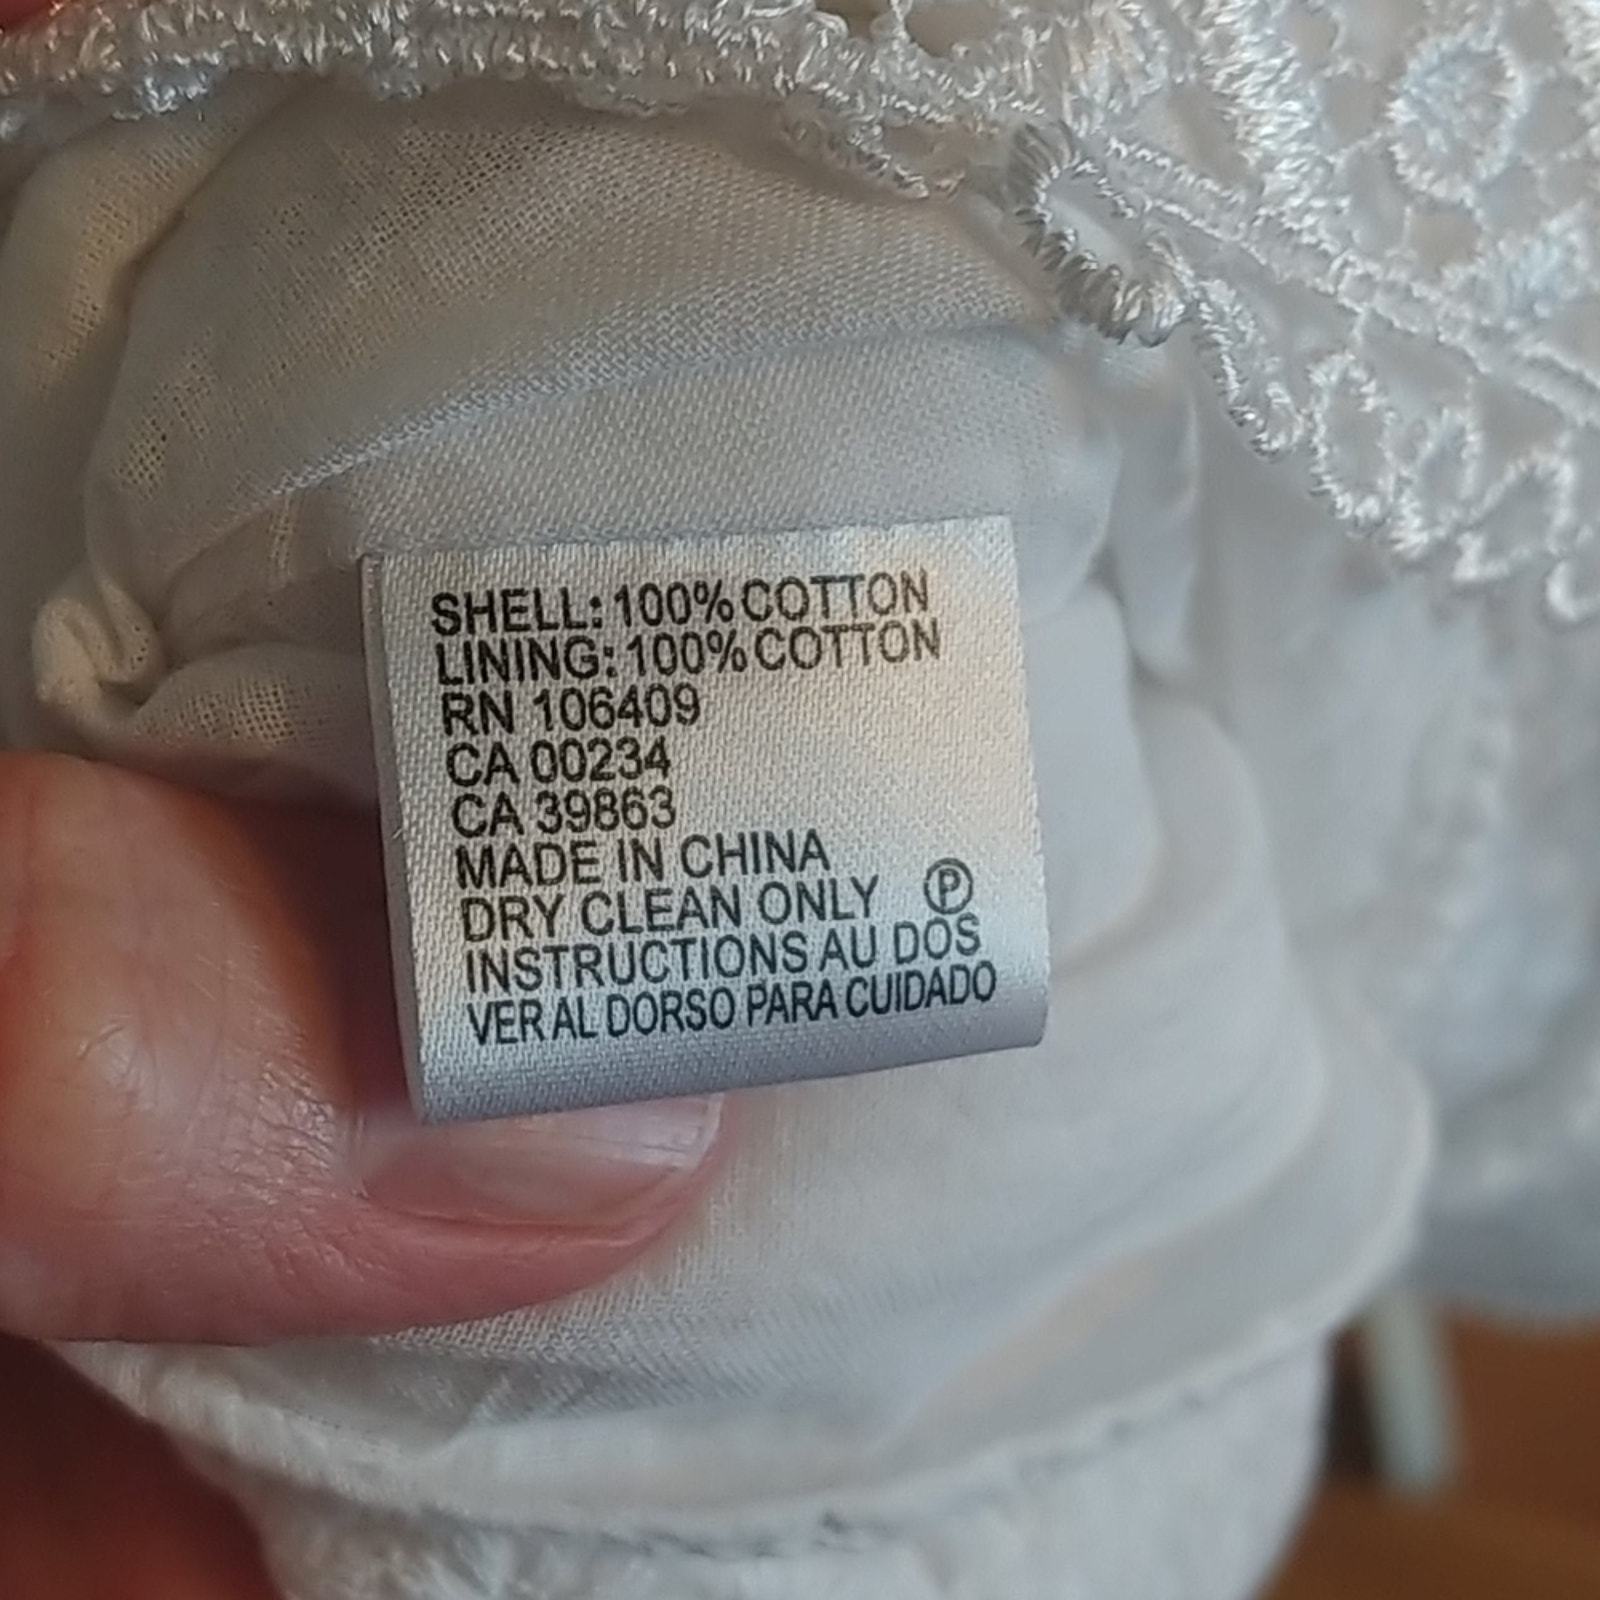 SHELL: 100% COTTON
LINING: 100% COTTON
RN 106409
CA 00234
CA 39863
MADE IN CHINA
DRY CLEAN ONLY Ⓟ
INSTRUCTIONS AU DOS
VER AL DORSO PARA CUIDADO